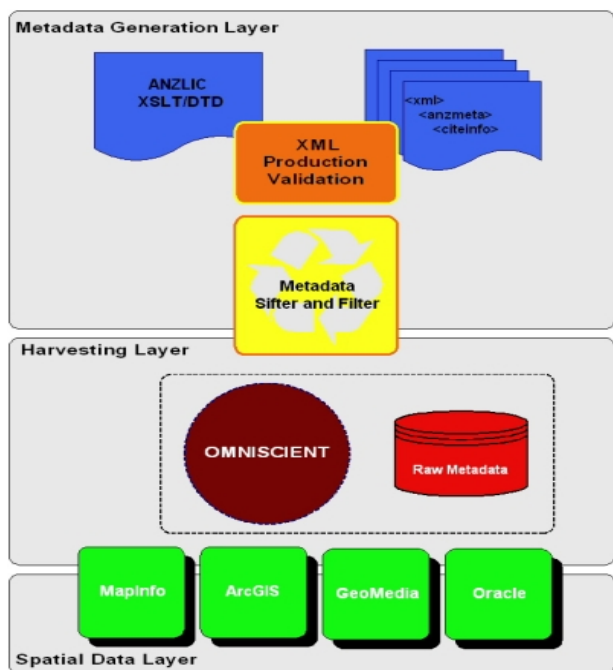 Metadata Generation Layer
ANZLIC
XSLT/DTD
<xml>
<anzmeta>
<citeinfo>
XML
Production
Validation
Metadata
Sifter and Filter
Harvesting Layer
OMNISCIENT
Raw Metadata
MapInfo
ArcGIS
GeoMedia
Oracle
Spatial Data Layer